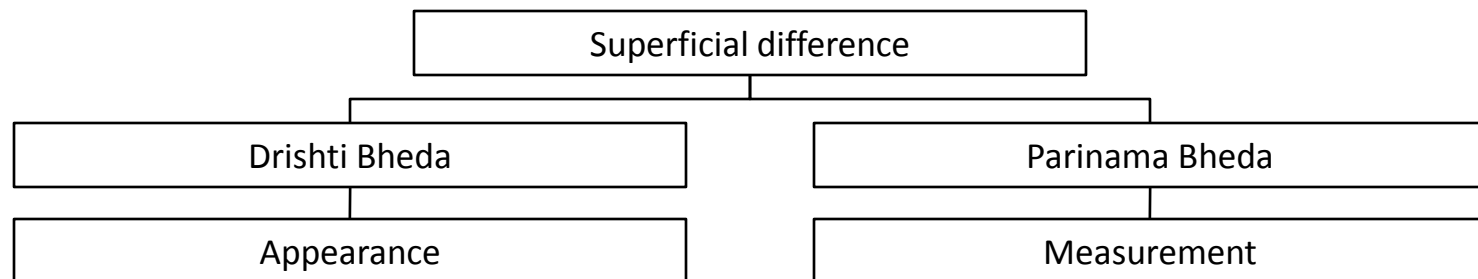 Superficial difference
Drishti Bheda
Parinama Bheda
Appearance
Measurement